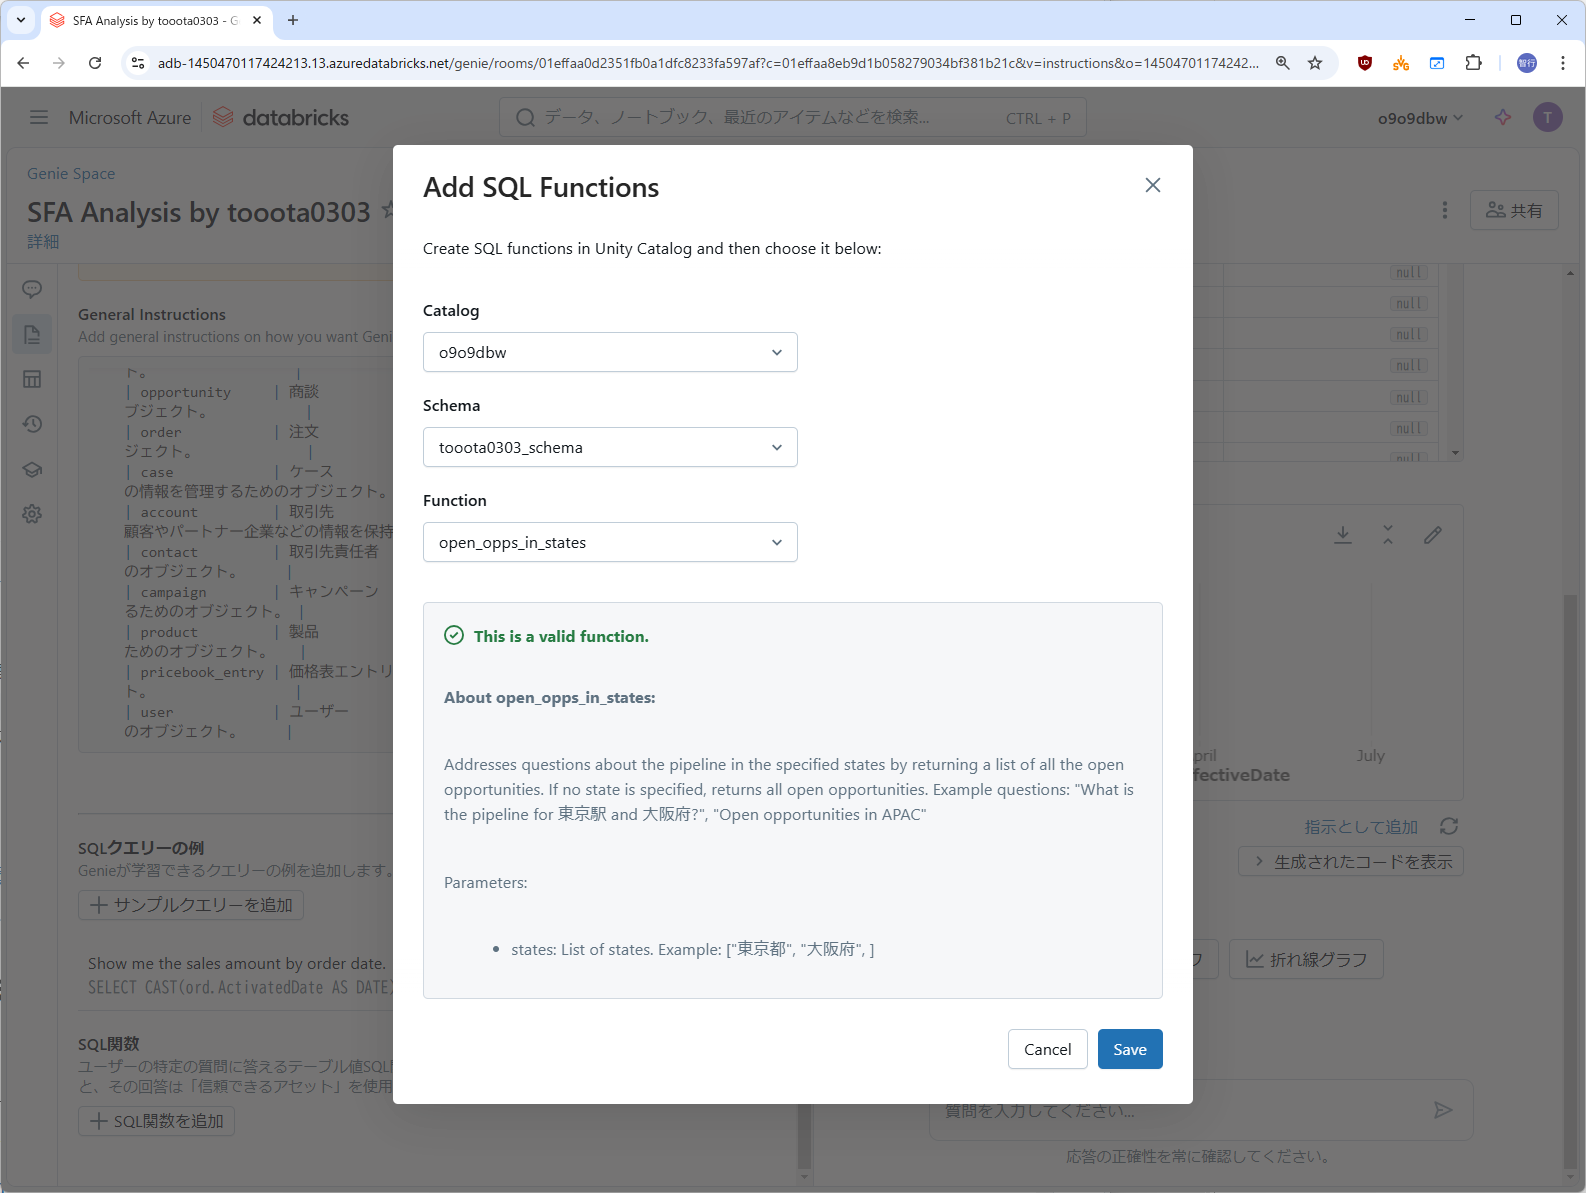 SFA Analysis by tooota0303 - G
adb-1450470117424213.13.azuredatabricks.net/genie/rooms/01effaa0d2351fb0a1dfc8233fa597af?c=01effaa8eb9d1b058279034bf381b21c&v=instructions&o=14504701174242...
智行
Microsoft Azure
databricks
データ、ノートブック、最近のアイテムなどを検索...
CTRL + P
o9o9dbw
T
Genie Space
SFA Analysis by tooota0303
詳細
共有
General Instructions
Add general instructions on how you want Geni
ト。 |
| opportunity | 商談
ブジェクト。 |
| order | 注文
ジェクト。 |
| case | ケース
の情報を管理するためのオブジェクト。
| account | 取引先
顧客やパートナー企業などの情報を保持
| contact | 取引先責任者
のオブジェクト。 |
| campaign | キャンペーン
るためのオブジェクト。 |
| product | 製品
ためのオブジェクト。 |
| pricebook_entry | 価格表エントリ
ト。 |
| user | ユーザー
のオブジェクト。 |
SQLクエリーの例
Genieが学習できるクエリーの例を追加します。
サンプルクエリーを追加
Show me the sales amount by order date.
SELECT CAST(ord.ActivatedDate AS DATE)
SQL関数
ユーザーの特定の質問に答えるテーブル値SQL
と、その回答は「信頼できるアセット」を使用
SQL関数を追加
Add SQL Functions
Create SQL functions in Unity Catalog and then choose it below:
Catalog
o9o9dbw
Schema
tooota0303_schema
Function
open_opps_in_states
This is a valid function.
About open_opps_in_states:
Addresses questions about the pipeline in the specified states by returning a list of all the open
opportunities. If no state is specified, returns all open opportunities. Example questions: "What is
the pipeline for 東京駅 and 大阪府?", "Open opportunities in APAC"
Parameters:
• states: List of states. Example: ["東京都", "大阪府", ]
Cancel
Save
null
null
null
null
null
null
null
pril
July
fectiveDate
指示として追加
生成されたコードを表示
フ
折れ線グラフ
質問を入力してください...
応答の正確性を常に確認してください。